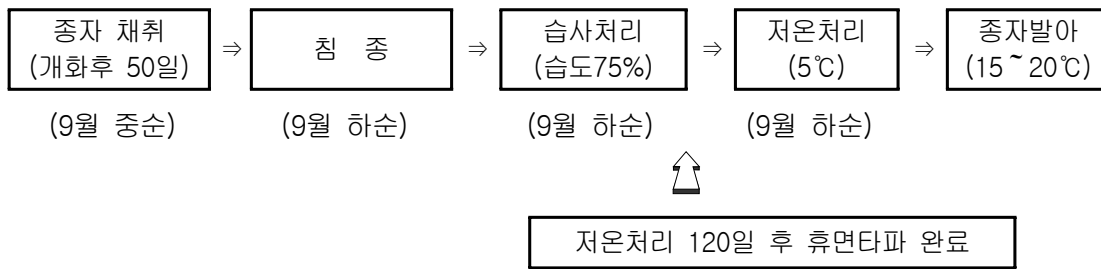 종자 채취 ⇒ 침 종 ⇒ 습사처리 ⇒ 저온처리 ⇒ 종자발아
(개화후 50일) (습도75%) (5℃) (15~20℃)
(9월 중순) (9월 하순) (9월 하순) (9월 하순)
저온처리 120일 후 휴면타파 완료